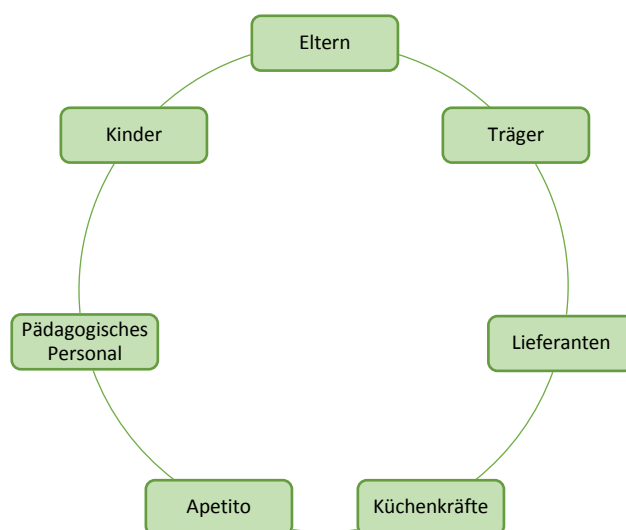 Eltern
Kinder
Träger
Pädagogisches
Personal
Lieferanten
Apetito
Küchenkräfte